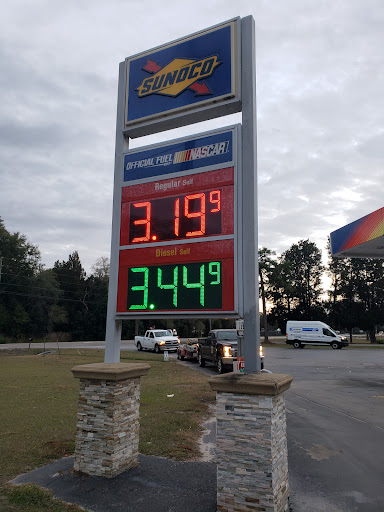 SUNOCO
OFFICIAL FUEL NASCAR
Regular Self
3.19 9
Diesel Self
3.44 9